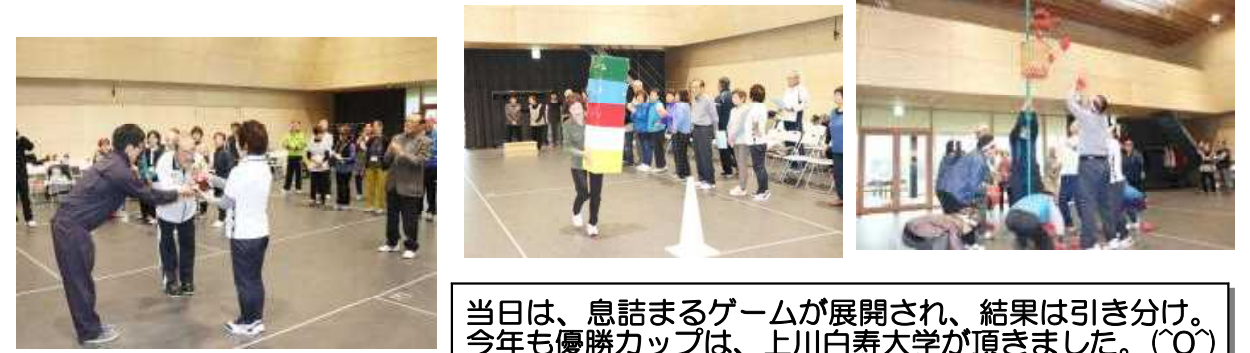 当日は、息詰まるゲームが展開され、結果は引き分け。
今年も優勝カップは、上川白寿大学が頂きました。(^O^)